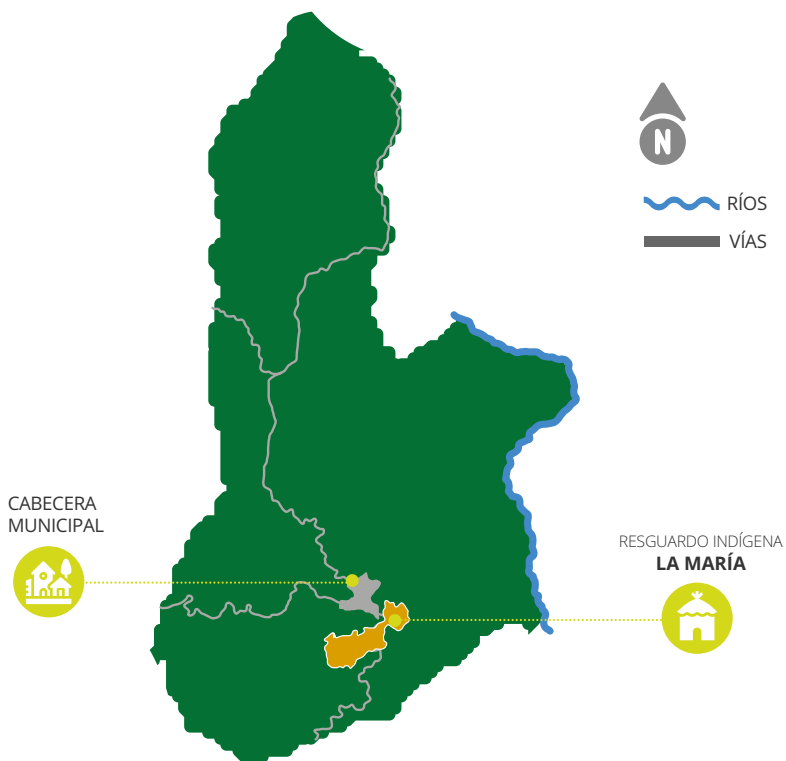 N
RÍOS
VÍAS
CABECERA
MUNICIPAL
RESGUARDO INDÍGENA
LA MARÍA